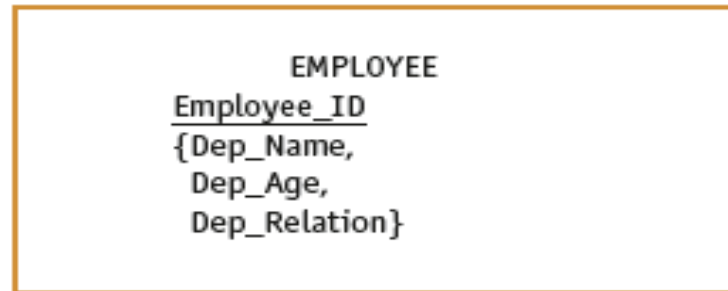 EMPLOYEE
Employee_ID
{Dep_Name,
Dep_Age,
Dep_Relation}